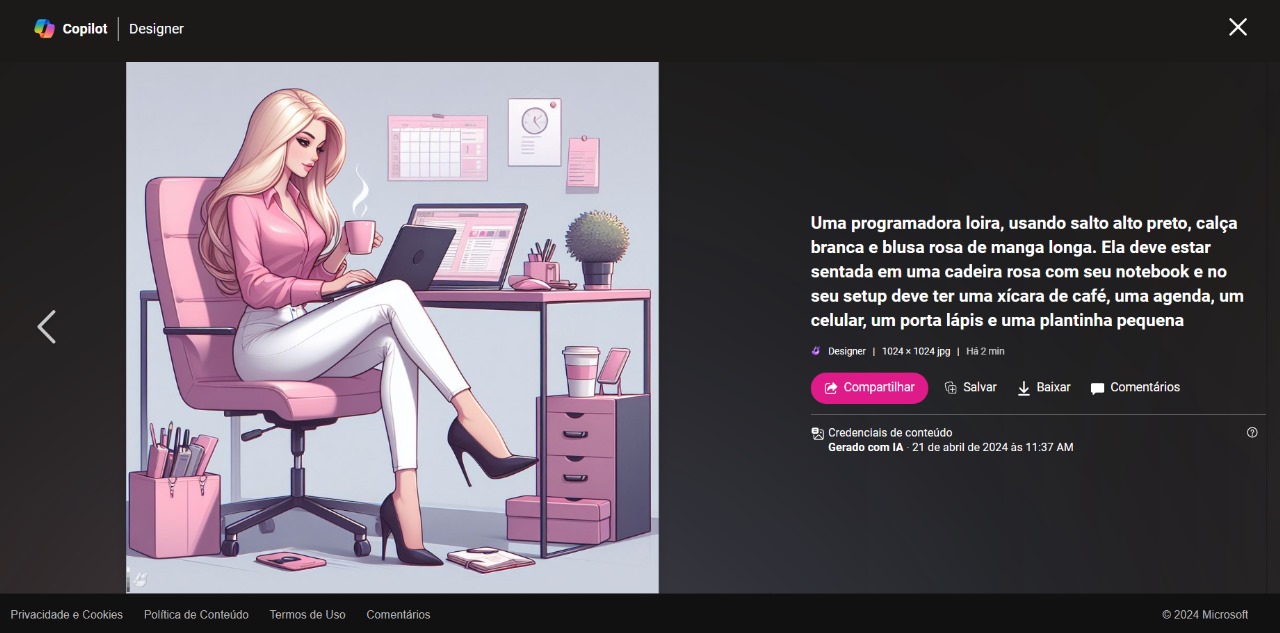 Copilot | Designer
Uma programadora loira, usando salto alto preto, calça
branca e blusa rosa de manga longa. Ela deve estar
sentada em uma cadeira rosa com seu notebook e no
seu setup deve ter uma xícara de café, uma agenda, um
celular, um porta lápis e uma plantinha pequena
Designer | 1024 × 1024 jpg | Há 2 min
Compartilhar Salvar Baixar Comentários
Credenciais de conteúdo
Gerado com IA · 21 de abril de 2024 às 11:37 AM
Privacidade e Cookies Política de Conteúdo Termos de Uso Comentários © 2024 Microsoft